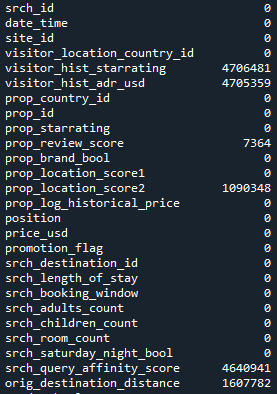 srch_id 0
date_time 0
site_id 0
visitor_location_country_id 0
visitor_hist_starrating 4706481
visitor_hist_adr_usd 4705359
prop_country_id 0
prop_id 0
prop_starrating 0
prop_review_score 7364
prop_brand_bool 0
prop_location_score1 0
prop_location_score2 1090348
prop_log_historical_price 0
position 0
price_usd 0
promotion_flag 0
srch_destination_id 0
srch_length_of_stay 0
srch_booking_window 0
srch_adults_count 0
srch_children_count 0
srch_room_count 0
srch_saturday_night_bool 0
srch_query_affinity_score 4640941
orig_destination_distance 1607782